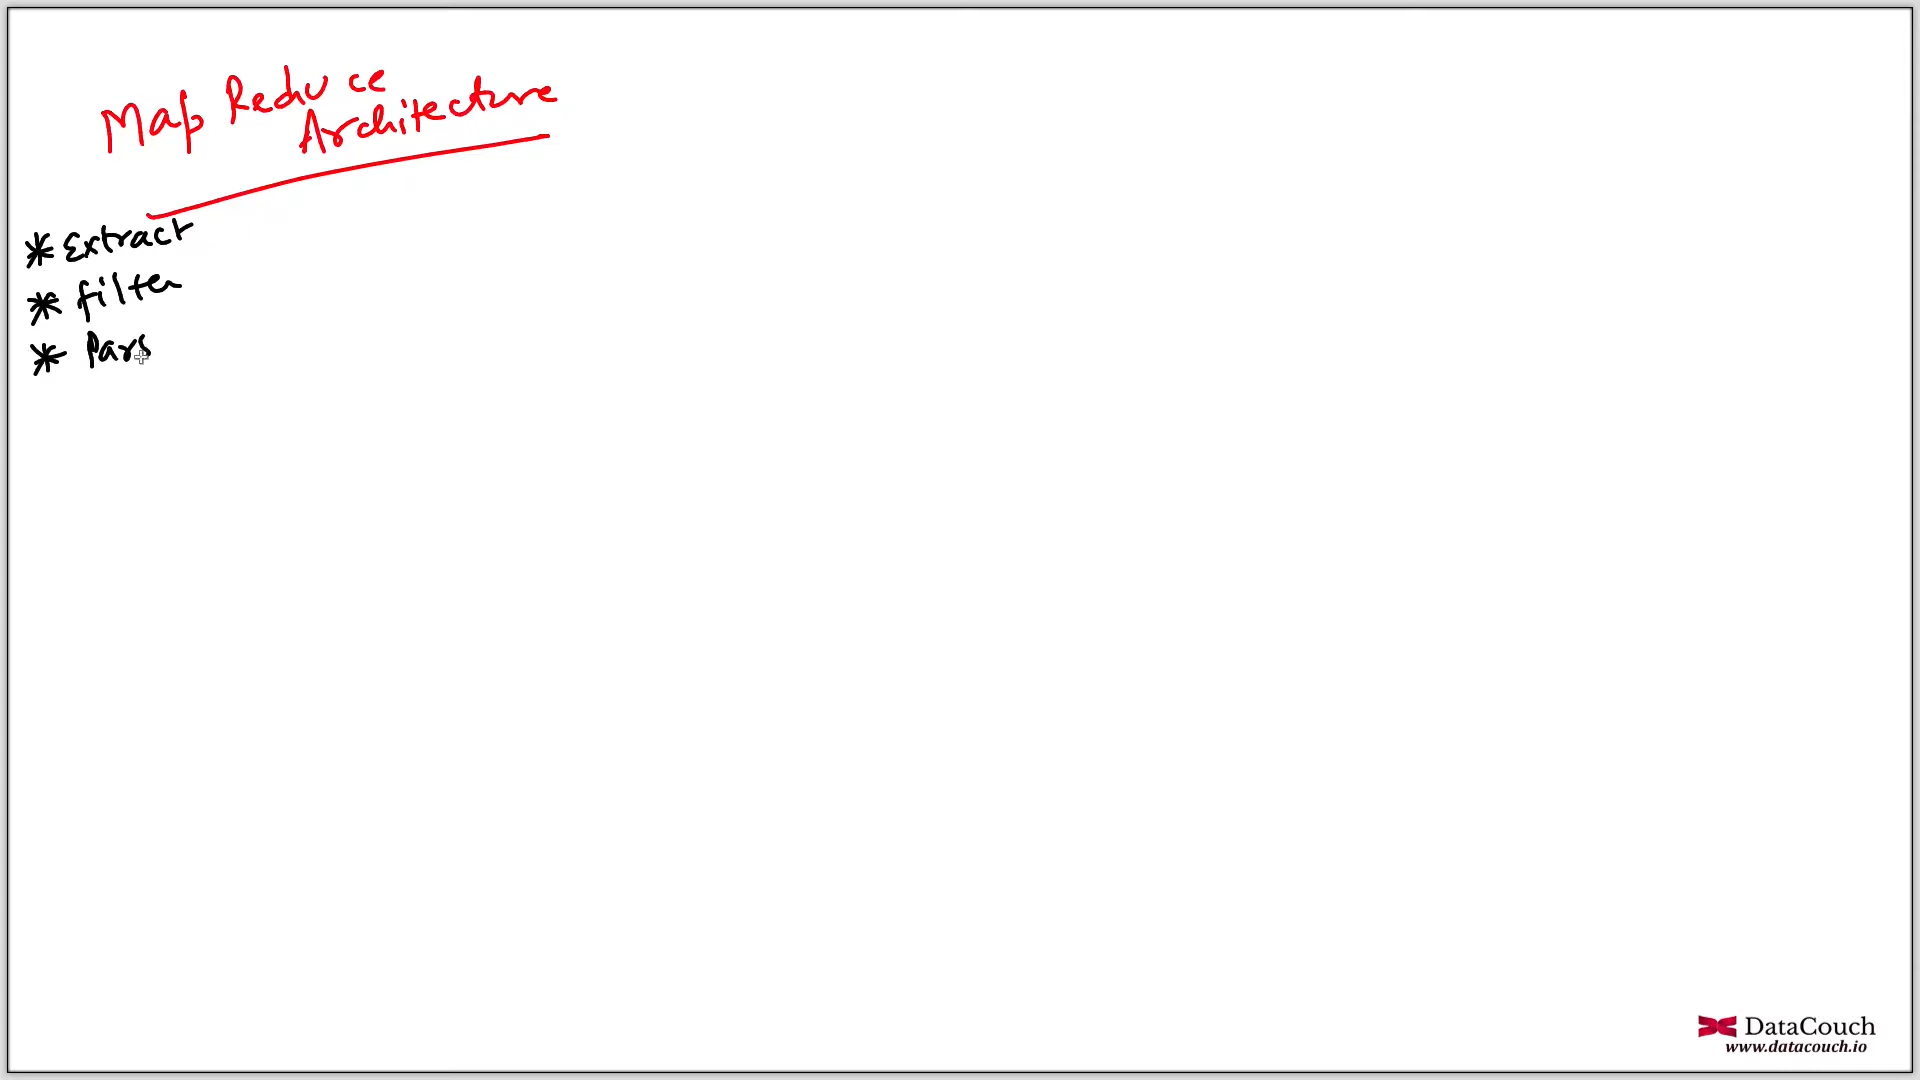 Map Reduce
Architecture
* Extract
* filter
* Pars
DataCouch
www.datacouch.io